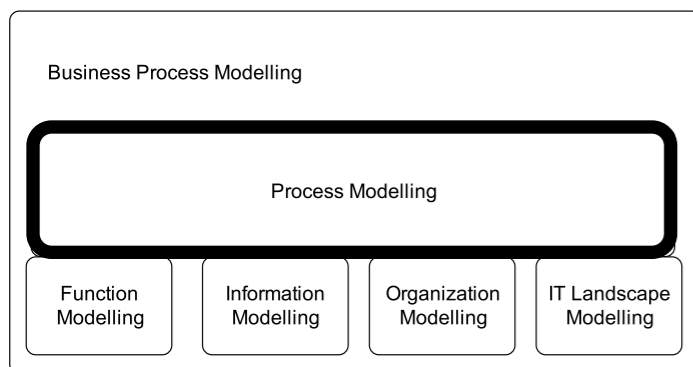 Business Process Modelling
Process Modelling
Function
Modelling
Information
Modelling
Organization
Modelling
IT Landscape
Modelling